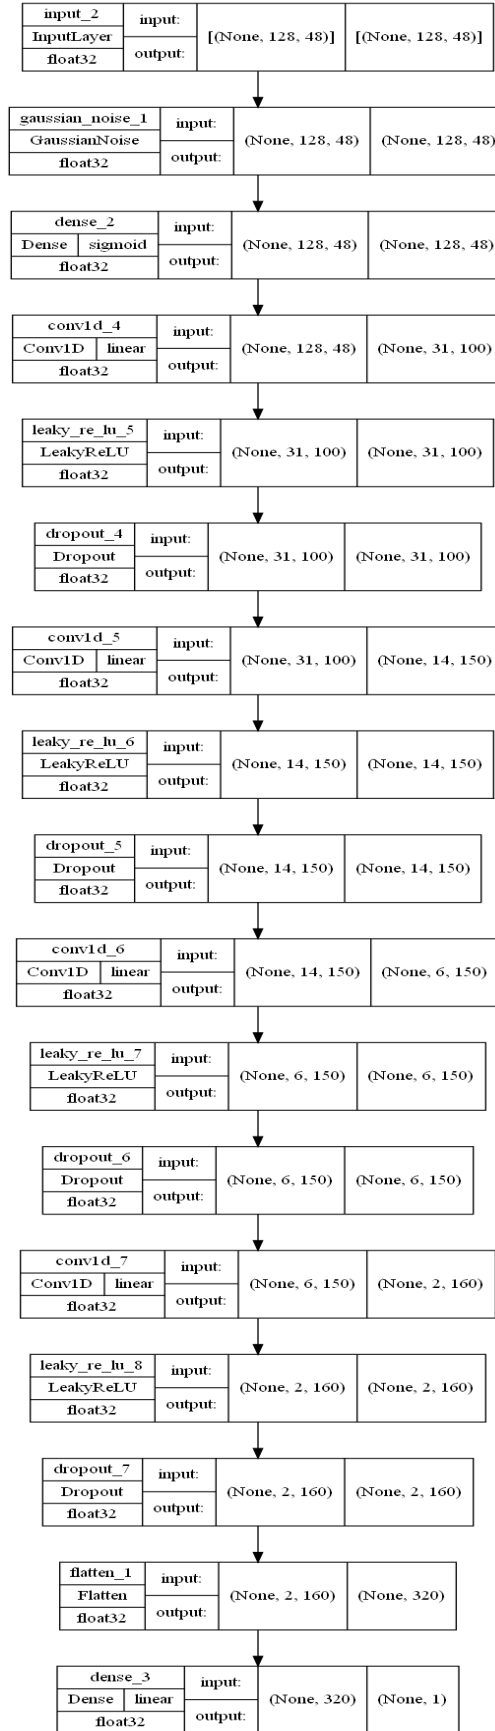 input_2
InputLayer
float32
input:
output:
[(None, 128, 48)]
[(None, 128, 48)]
gaussian_noise_1
GaussianNoise
float32
input:
output:
(None, 128, 48)
(None, 128, 48)
dense_2
Dense
sigmoid
float32
input:
output:
(None, 128, 48)
(None, 128, 48)
conv1d_4
Conv1D
linear
float32
input:
output:
(None, 128, 48)
(None, 31, 100)
leaky_re_lu_5
LeakyReLU
float32
input:
output:
(None, 31, 100)
(None, 31, 100)
dropout_4
Dropout
float32
input:
output:
(None, 31, 100)
(None, 31, 100)
conv1d_5
Conv1D
linear
float32
input:
output:
(None, 31, 100)
(None, 14, 150)
leaky_re_lu_6
LeakyReLU
float32
input:
output:
(None, 14, 150)
(None, 14, 150)
dropout_5
Dropout
float32
input:
output:
(None, 14, 150)
(None, 14, 150)
conv1d_6
Conv1D
linear
float32
input:
output:
(None, 14, 150)
(None, 6, 150)
leaky_re_lu_7
LeakyReLU
float32
input:
output:
(None, 6, 150)
(None, 6, 150)
dropout_6
Dropout
float32
input:
output:
(None, 6, 150)
(None, 6, 150)
conv1d_7
Conv1D
linear
float32
input:
output:
(None, 6, 150)
(None, 2, 160)
leaky_re_lu_8
LeakyReLU
float32
input:
output:
(None, 2, 160)
(None, 2, 160)
dropout_7
Dropout
float32
input:
output:
(None, 2, 160)
(None, 2, 160)
flatten_1
Flatten
float32
input:
output:
(None, 2, 160)
(None, 320)
dense_3
Dense
linear
float32
input:
output:
(None, 320)
(None, 1)